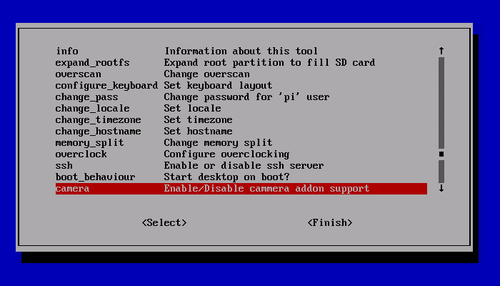 info Information about this tool
expand_rootfs Expand root partition to fill SD card
overscan Change overscan
configure_keyboard Set keyboard layout
change_pass Change password for 'pi' user
change_locale Set locale
change_timezone Set timezone
change_hostname Set hostname
memory_split Change memory split
overclock Configure overclocking
ssh Enable or disable ssh server
boot_behaviour Start desktop on boot?
camera Enable/Disable cammera addon support
<Select> <Finish>